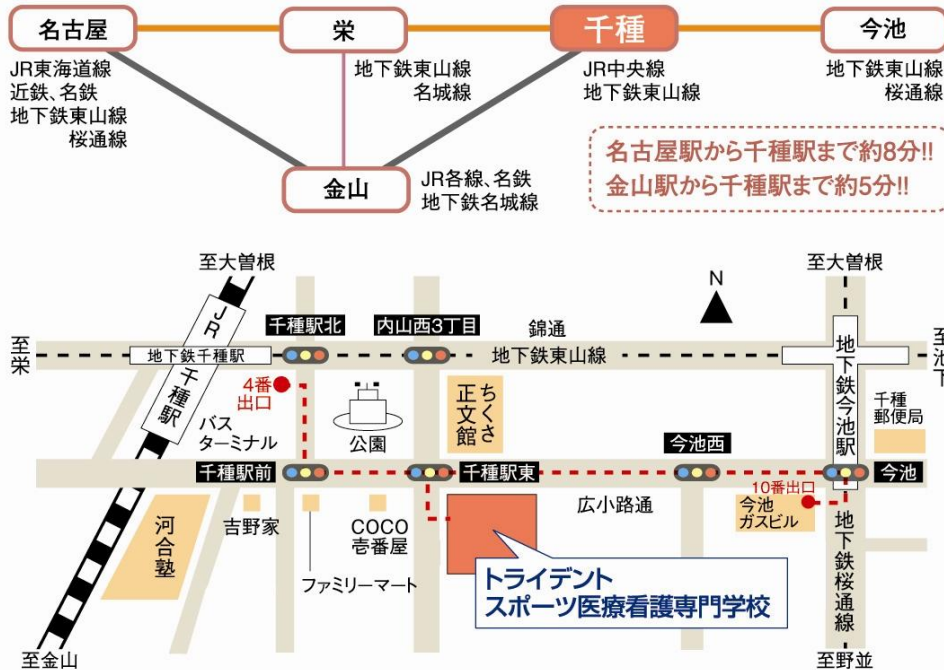 名古屋
栄
千種
今池
JR東海道線
近鉄、名鉄
地下鉄東山線
桜通線
地下鉄東山線
名城線
JR中央線
地下鉄東山線
地下鉄東山線
桜通線
金山
JR各線、名鉄
地下鉄名城線
名古屋駅から千種駅まで約8分!!
金山駅から千種駅まで約5分!!
至大曽根
N
至大曽根
千種駅北
内山西3丁目
錦通
至栄
JR千種駅
地下鉄千種駅
地下鉄東山線
地下鉄今池駅
至池下
4番
出口
バス
ターミナル
公園
ちくさ
正文館
千種
郵便局
今池西
千種駅前
千種駅東
今池
10番出口
広小路通
今池
ガスビル
河合塾
吉野家
ファミリーマート
COCO
壱番屋
トライデント
スポーツ医療看護専門学校
地下鉄桜通線
至金山
至野並